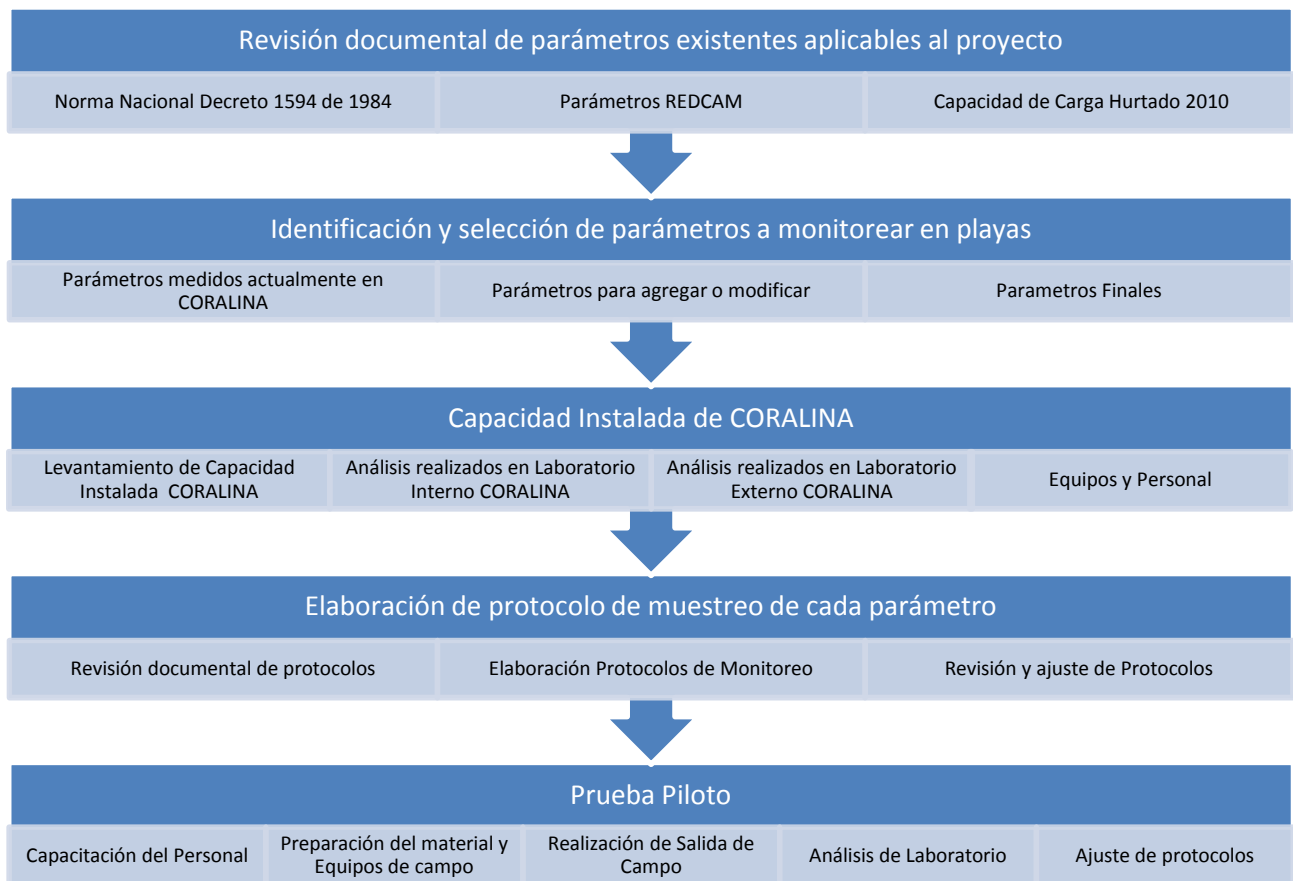 Revisión documental de parámetros existentes aplicables al proyecto
Norma Nacional Decreto 1594 de 1984
Parámetros REDCAM
Capacidad de Carga Hurtado 2010
Identificación y selección de parámetros a monitorear en playas
Parámetros medidos actualmente en
CORALINA
Parámetros para agregar o modificar
Parametros Finales
Capacidad Instalada de CORALINA
Levantamiento de Capacidad
Instalada CORALINA
Análisis realizados en Laboratorio
Interno CORALINA
Análisis realizados en Laboratorio
Externo CORALINA
Equipos y Personal
Elaboración de protocolo de muestreo de cada parámetro
Revisión documental de protocolos
Elaboración Protocolos de Monitoreo
Revisión y ajuste de Protocolos
Prueba Piloto
Capacitación del Personal
Preparación del material y
Equipos de campo
Realización de Salida de
Campo
Análisis de Laboratorio
Ajuste de protocolos